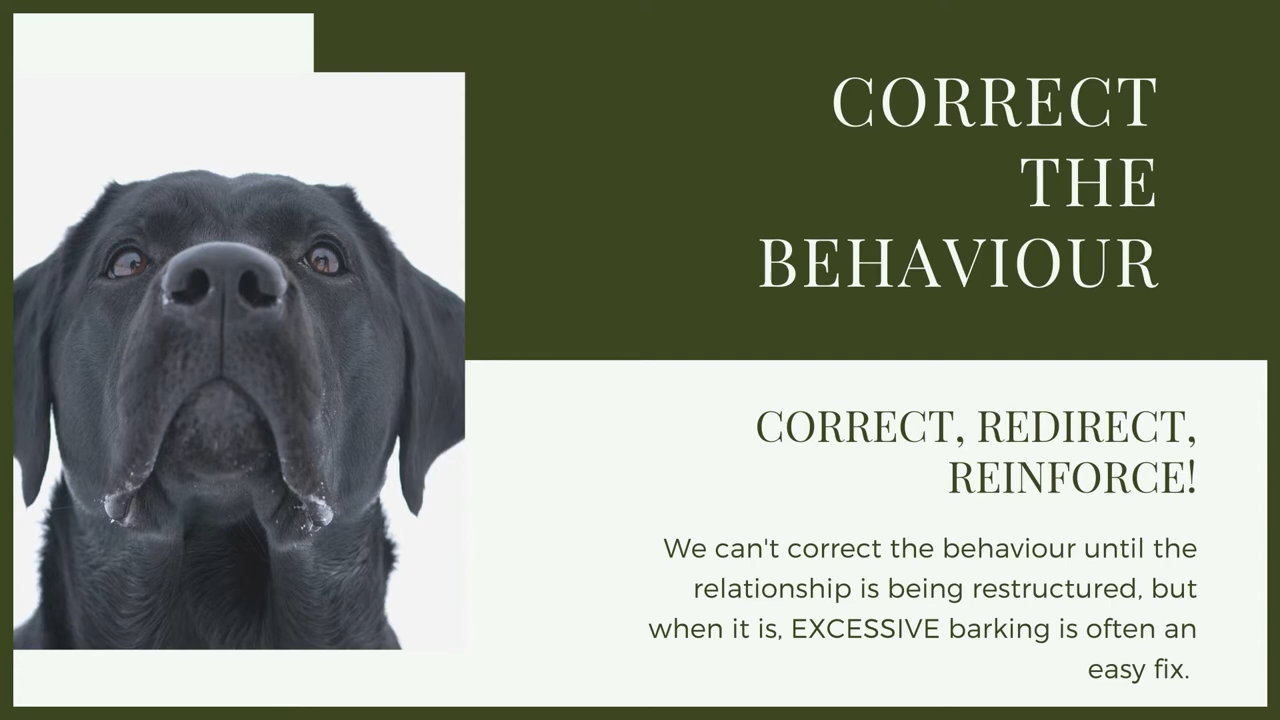 CORRECT
THE
BEHAVIOUR
CORRECT, REDIRECT,
REINFORCE!
We can't correct the behaviour until the
relationship is being restructured, but
when it is, EXCESSIVE barking is often an
easy fix.